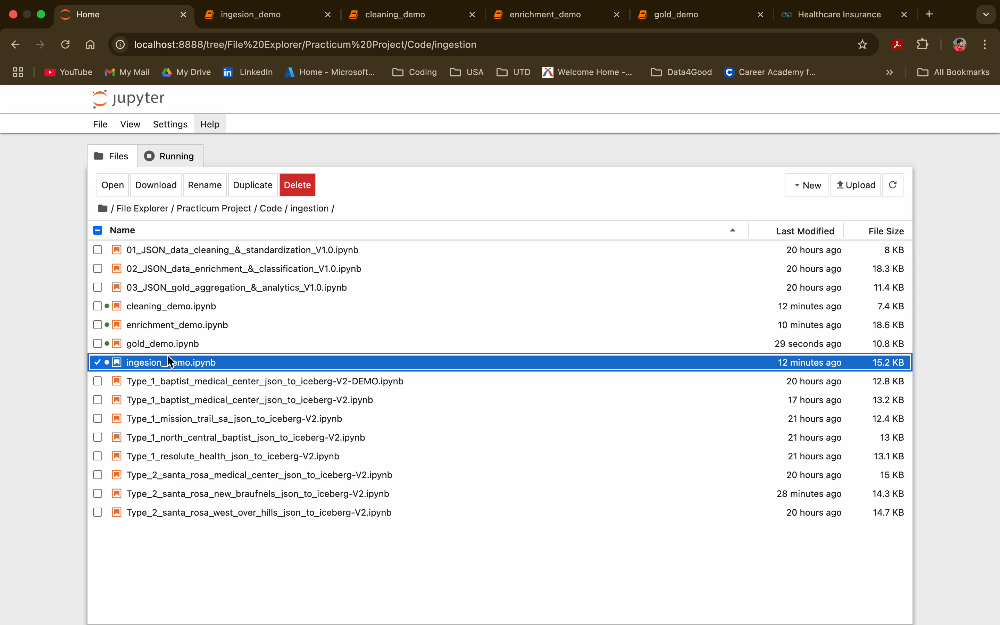 Home
ingesion_demo
cleaning_demo
enrichment_demo
gold_demo
Healthcare Insurance
localhost:8888/tree/File%20Explorer/Practicum%20Project/Code/ingestion
YouTube
My Mail
My Drive
LinkedIn
Home - Microsoft...
Coding
USA
UTD
Welcome Home -...
Data4Good
Career Academy f...
All Bookmarks
jupyter
File View Settings Help
Files Running
Open Download Rename Duplicate Delete New Upload
/ File Explorer / Practicum Project / Code / ingestion /
Name Last Modified File Size
01_JSON_data_cleaning_&_standardization_V1.0.ipynb 20 hours ago 8 KB
02_JSON_data_enrichment_&_classification_V1.0.ipynb 20 hours ago 18.3 KB
03_JSON_gold_aggregation_&_analytics_V1.0.ipynb 20 hours ago 11.4 KB
cleaning_demo.ipynb 12 minutes ago 7.4 KB
enrichment_demo.ipynb 10 minutes ago 18.6 KB
gold_demo.ipynb 29 seconds ago 10.8 KB
ingesion_demo.ipynb 12 minutes ago 15.2 KB
Type_1_baptist_medical_center_json_to_iceberg-V2-DEMO.ipynb 20 hours ago 12.8 KB
Type_1_baptist_medical_center_json_to_iceberg-V2.ipynb 17 hours ago 13.2 KB
Type_1_mission_trail_sa_json_to_iceberg-V2.ipynb 21 hours ago 12.4 KB
Type_1_north_central_baptist_json_to_iceberg-V2.ipynb 21 hours ago 13 KB
Type_1_resolute_health_json_to_iceberg-V2.ipynb 21 hours ago 13.1 KB
Type_2_santa_rosa_medical_center_json_to_iceberg-V2.ipynb 20 hours ago 15 KB
Type_2_santa_rosa_new_braufnels_json_to_iceberg-V2.ipynb 28 minutes ago 14.3 KB
Type_2_santa_rosa_west_over_hills_json_to_iceberg-V2.ipynb 20 hours ago 14.7 KB